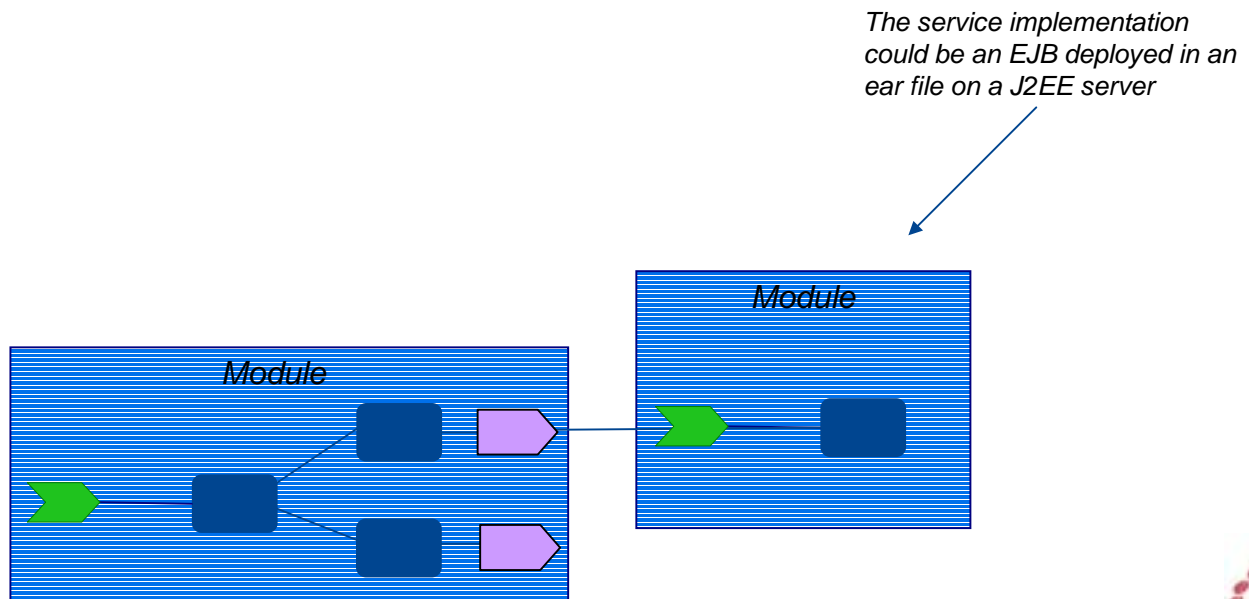 The service implementation
could be an EJB deployed in an
ear file on a J2EE server
Module
Module